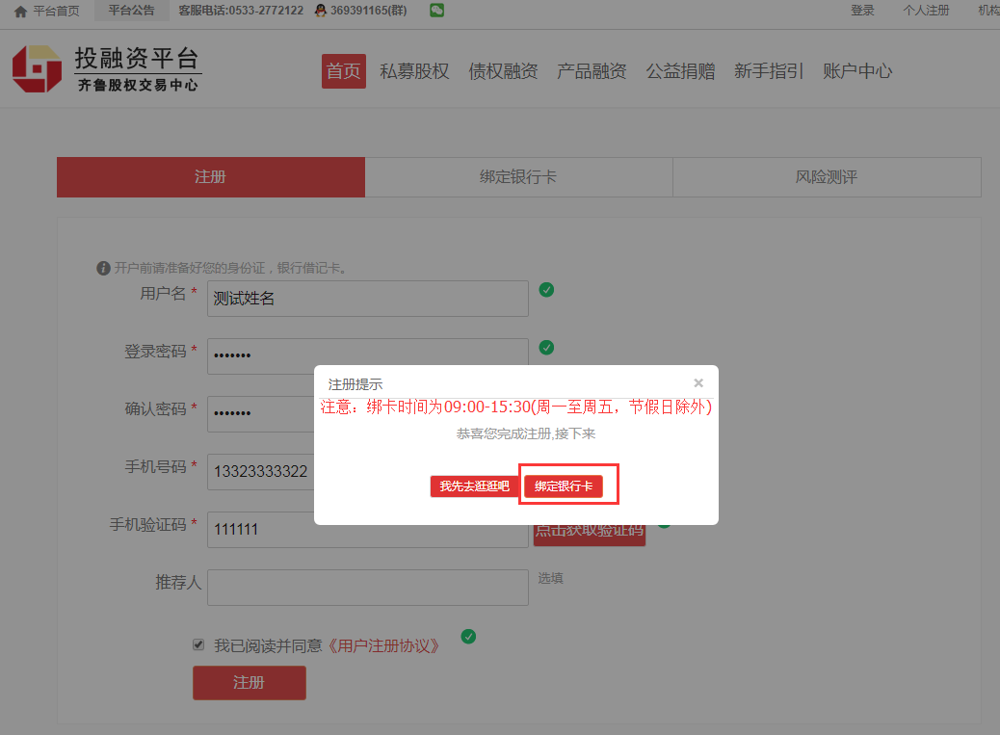 平台首页 平台公告 客服电话:0533-2772122 369391165(群) 登录 个人注册 机构
投融资平台
齐鲁股权交易中心
首页 私募股权 债权融资 产品融资 公益捐赠 新手指引 账户中心
注册 绑定银行卡 风险测评
开户前请准备好您的身份证，银行借记卡。
用户名 * 测试姓名
登录密码 * •••••••
确认密码 * •••••••
手机号码 * 13323333322
手机验证码 * 111111 点击获取验证码
推荐人 选填
我已阅读并同意《用户注册协议》
注册
注册提示 ×
注意：绑卡时间为09:00-15:30(周一至周五，节假日除外)
恭喜您完成注册,接下来
我先去逛逛吧 绑定银行卡